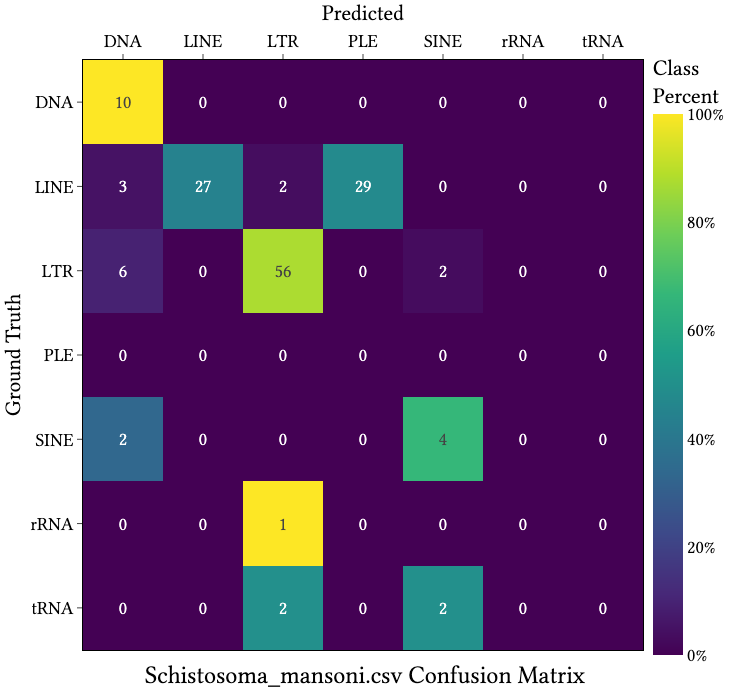 Predicted
DNA LINE LTR PLE SINE rRNA tRNA
Class
Percent
DNA 10 0 0 0 0 0 0 100%
LINE 3 27 2 29 0 0 0 80%
LTR 6 0 56 0 2 0 0 60%
PLE 0 0 0 0 0 0 0
SINE 2 0 0 0 4 0 0 40%
rRNA 0 0 1 0 0 0 0 20%
tRNA 0 0 2 0 2 0 0 0%
Ground Truth
Schistosoma_mansoni.csv Confusion Matrix